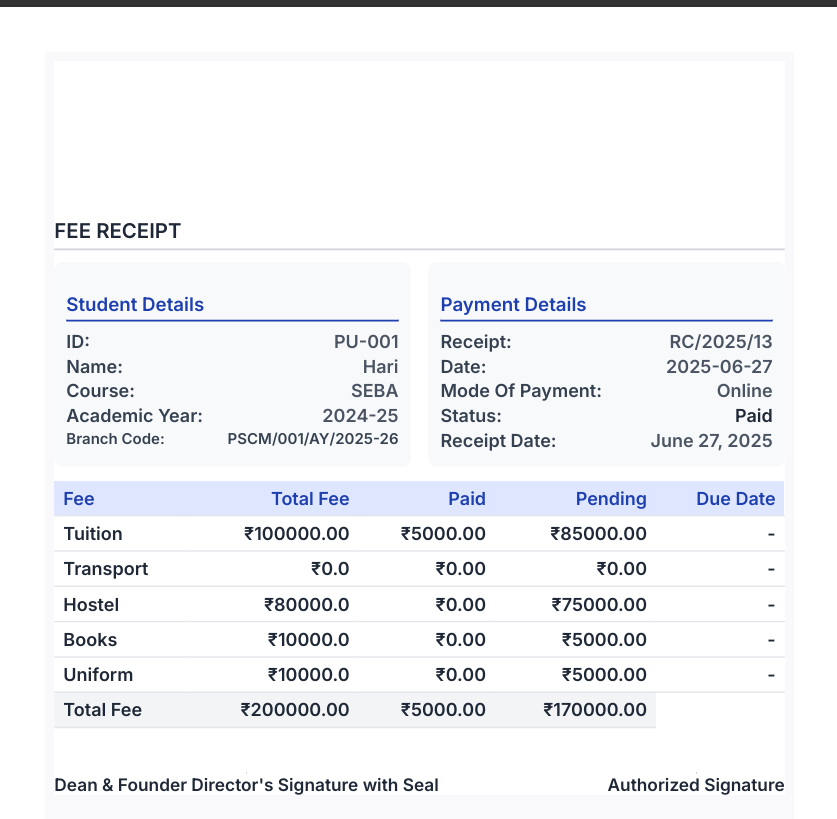 FEE RECEIPT
Student Details
ID: PU-001
Name: Hari
Course: SEBA
Academic Year: 2024-25
Branch Code: PSCM/001/AY/2025-26
Payment Details
Receipt: RC/2025/13
Date: 2025-06-27
Mode Of Payment: Online
Status: Paid
Receipt Date: June 27, 2025
Fee Total Fee Paid Pending Due Date
Tuition ₹100000.00 ₹5000.00 ₹85000.00 -
Transport ₹0.0 ₹0.00 ₹0.00 -
Hostel ₹80000.0 ₹0.00 ₹75000.00 -
Books ₹10000.0 ₹0.00 ₹5000.00 -
Uniform ₹10000.0 ₹0.00 ₹5000.00 -
Total Fee ₹200000.00 ₹5000.00 ₹170000.00
Dean & Founder Director's Signature with Seal Authorized Signature